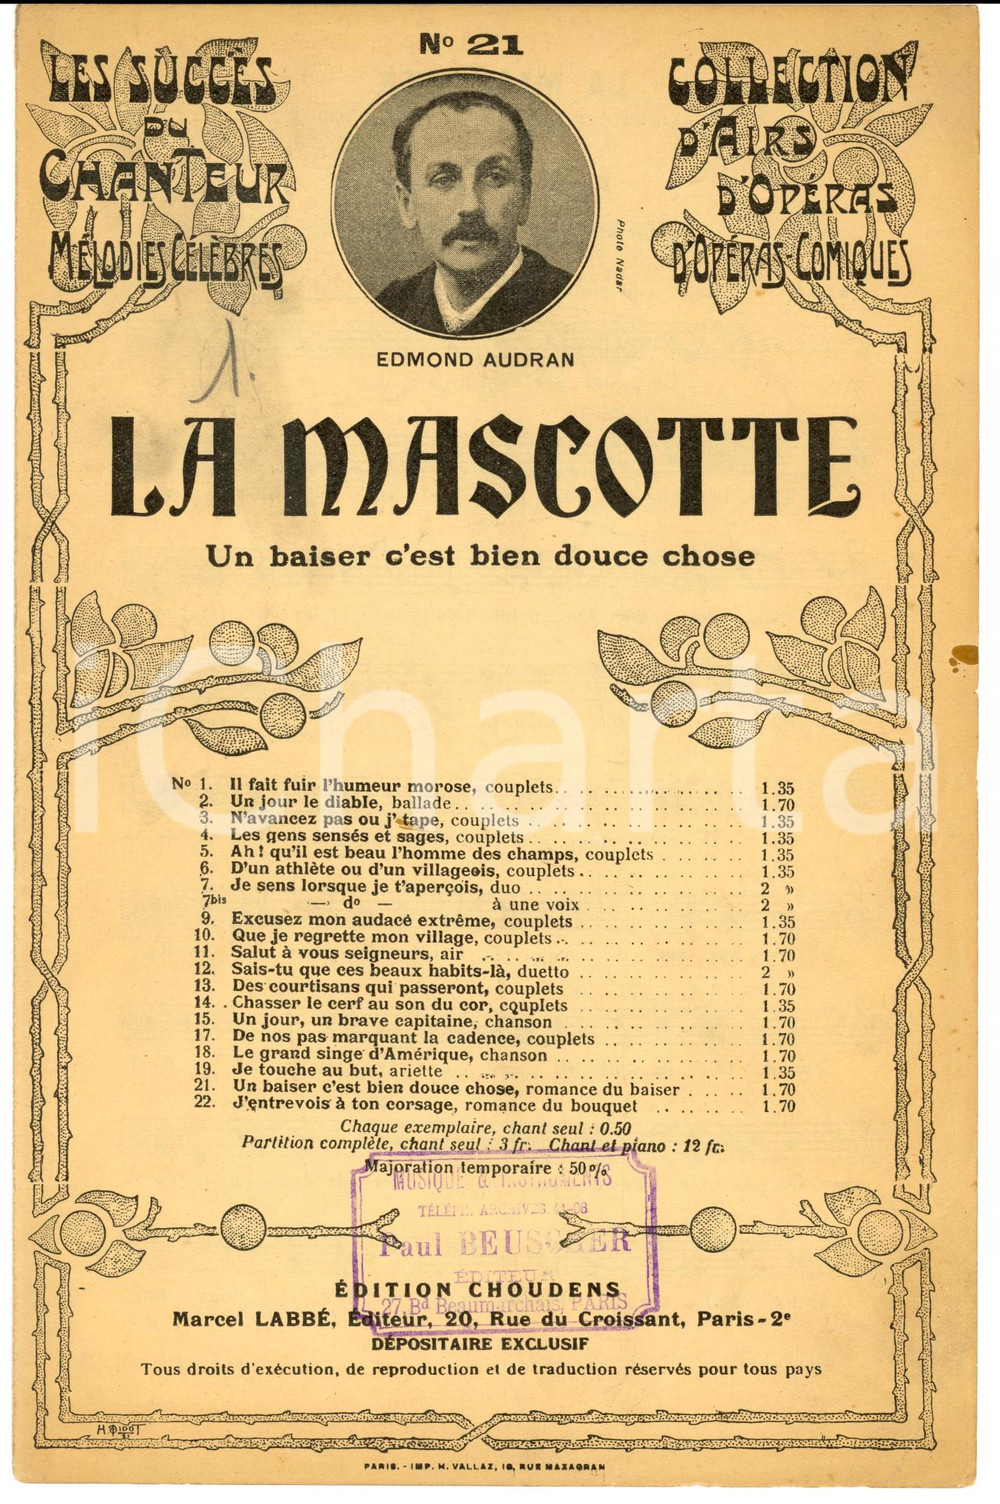 No 21
LES SUCCÈS
DU
CHANTEUR
MÉLODIES CÉLÈBRES
COLLECTION
D'AIRS
D'OPÉRAS
D'OPÉRAS-COMIQUES
Photo Nadar
EDMOND AUDRAN
1.
LA MASCOTTE
Un baiser c'est bien douce chose
iCharta
No 1. Il fait fuir l'humeur morose, couplets 1.35
2. Un jour le diable, ballade 1.70
3. N'avancez pas ou j' tape, couplets 1.35
4. Les gens sensés et sages, couplets 1.35
5. Ah! qu'il est beau l'homme des champs, couplets 1.35
6. D'un athlète ou d'un villageois, couplets 1.35
7. Je sens lorsque je t'aperçois, duo 2 »
7bis — do — à une voix 2 »
9. Excusez mon audace extrême, couplets 1.35
10. Que je regrette mon village, couplets 1.70
11. Salut à vous seigneurs, air 1.70
12. Sais-tu que ces beaux habits-là, duetto 2 »
13. Des courtisans qui passeront, couplets 1.70
14. Chasser le cerf au son du cor, couplets 1.35
15. Un jour, un brave capitaine, chanson 1.70
17. De nos pas marquant la cadence, couplets 1.70
18. Le grand singe d'Amérique, chanson 1.70
19. Je touche au but, ariette 1.35
21. Un baiser c'est bien douce chose, romance du baiser 1.70
22. J'entrevois à ton corsage, romance du bouquet 1.70
Chaque exemplaire, chant seul : 0.50
Partition complète, chant seul : 3 fr. Chant et piano : 12 fr.
Majoration temporaire : 50 %
MUSIQUE & INSTRUMENTS
TÉLÉPH. ARCHIVES
Paul BEUSCHER
ÉDITEUR
27, Bd Beaumarchais, PARIS
ÉDITION CHOUDENS
Marcel LABBÉ, Éditeur, 20, Rue du Croissant, Paris-2e
DÉPOSITAIRE EXCLUSIF
Tous droits d'exécution, de reproduction et de traduction réservés pour tous pays
H. DIDOT
PARIS. - IMP. H. VALLAZ, 18, RUE MAZAGRAN